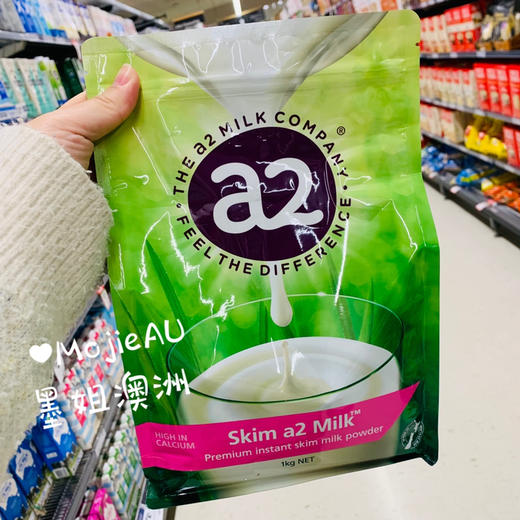 THE a2 MILK COMPANY®
a2
FEEL THE DIFFERENCE
♥MojieAU
墨姐澳洲
HIGH IN
CALCIUM
Skim a2 Milk™
Premium instant skim milk powder
1kg NET